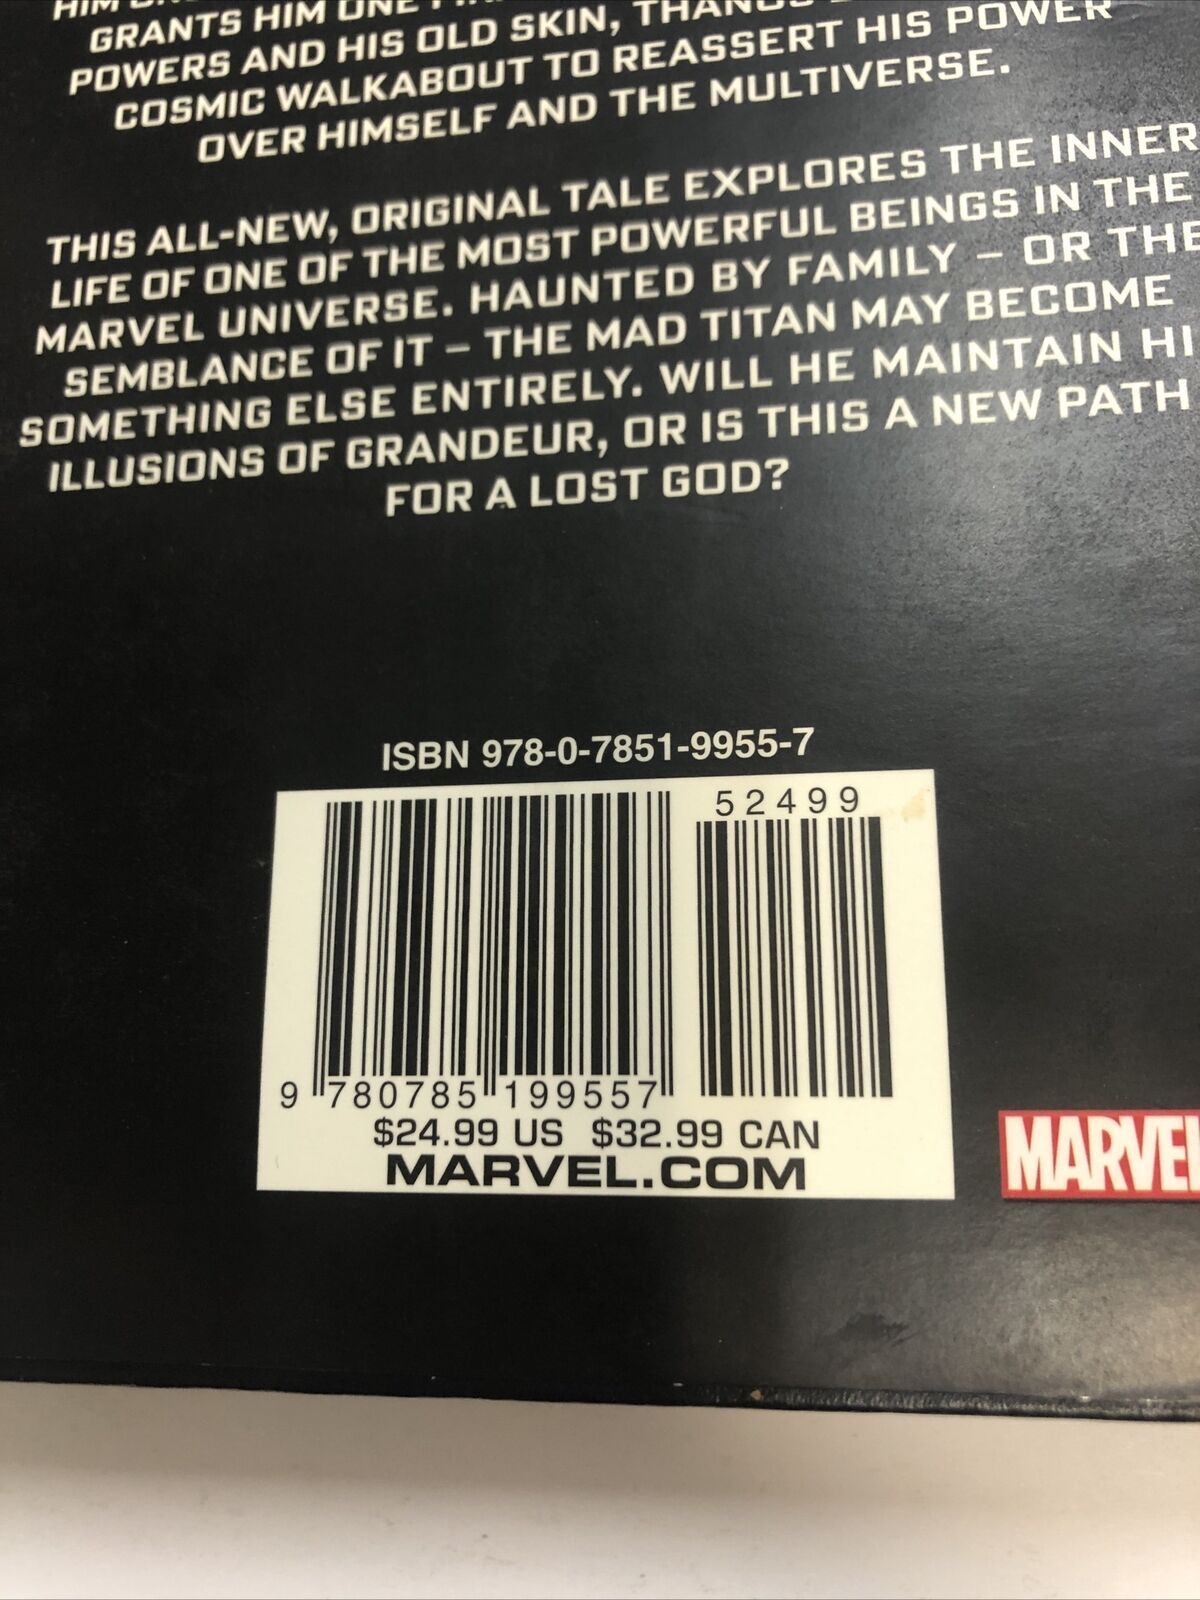 HIM
GRANTS HIM ONE
POWERS AND HIS OLD SKIN, THANOS
COSMIC WALKABOUT TO REASSERT HIS POWER
OVER HIMSELF AND THE MULTIVERSE.
THIS ALL-NEW, ORIGINAL TALE EXPLORES THE INNER
LIFE OF ONE OF THE MOST POWERFUL BEINGS IN THE
MARVEL UNIVERSE. HAUNTED BY FAMILY – OR THE
SEMBLANCE OF IT – THE MAD TITAN MAY BECOME
SOMETHING ELSE ENTIRELY. WILL HE MAINTAIN HI
ILLUSIONS OF GRANDEUR, OR IS THIS A NEW PATH
FOR A LOST GOD?
ISBN 978-0-7851-9955-7
52499
9 780785 199557
$24.99 US $32.99 CAN
MARVEL.COM
MARVEL